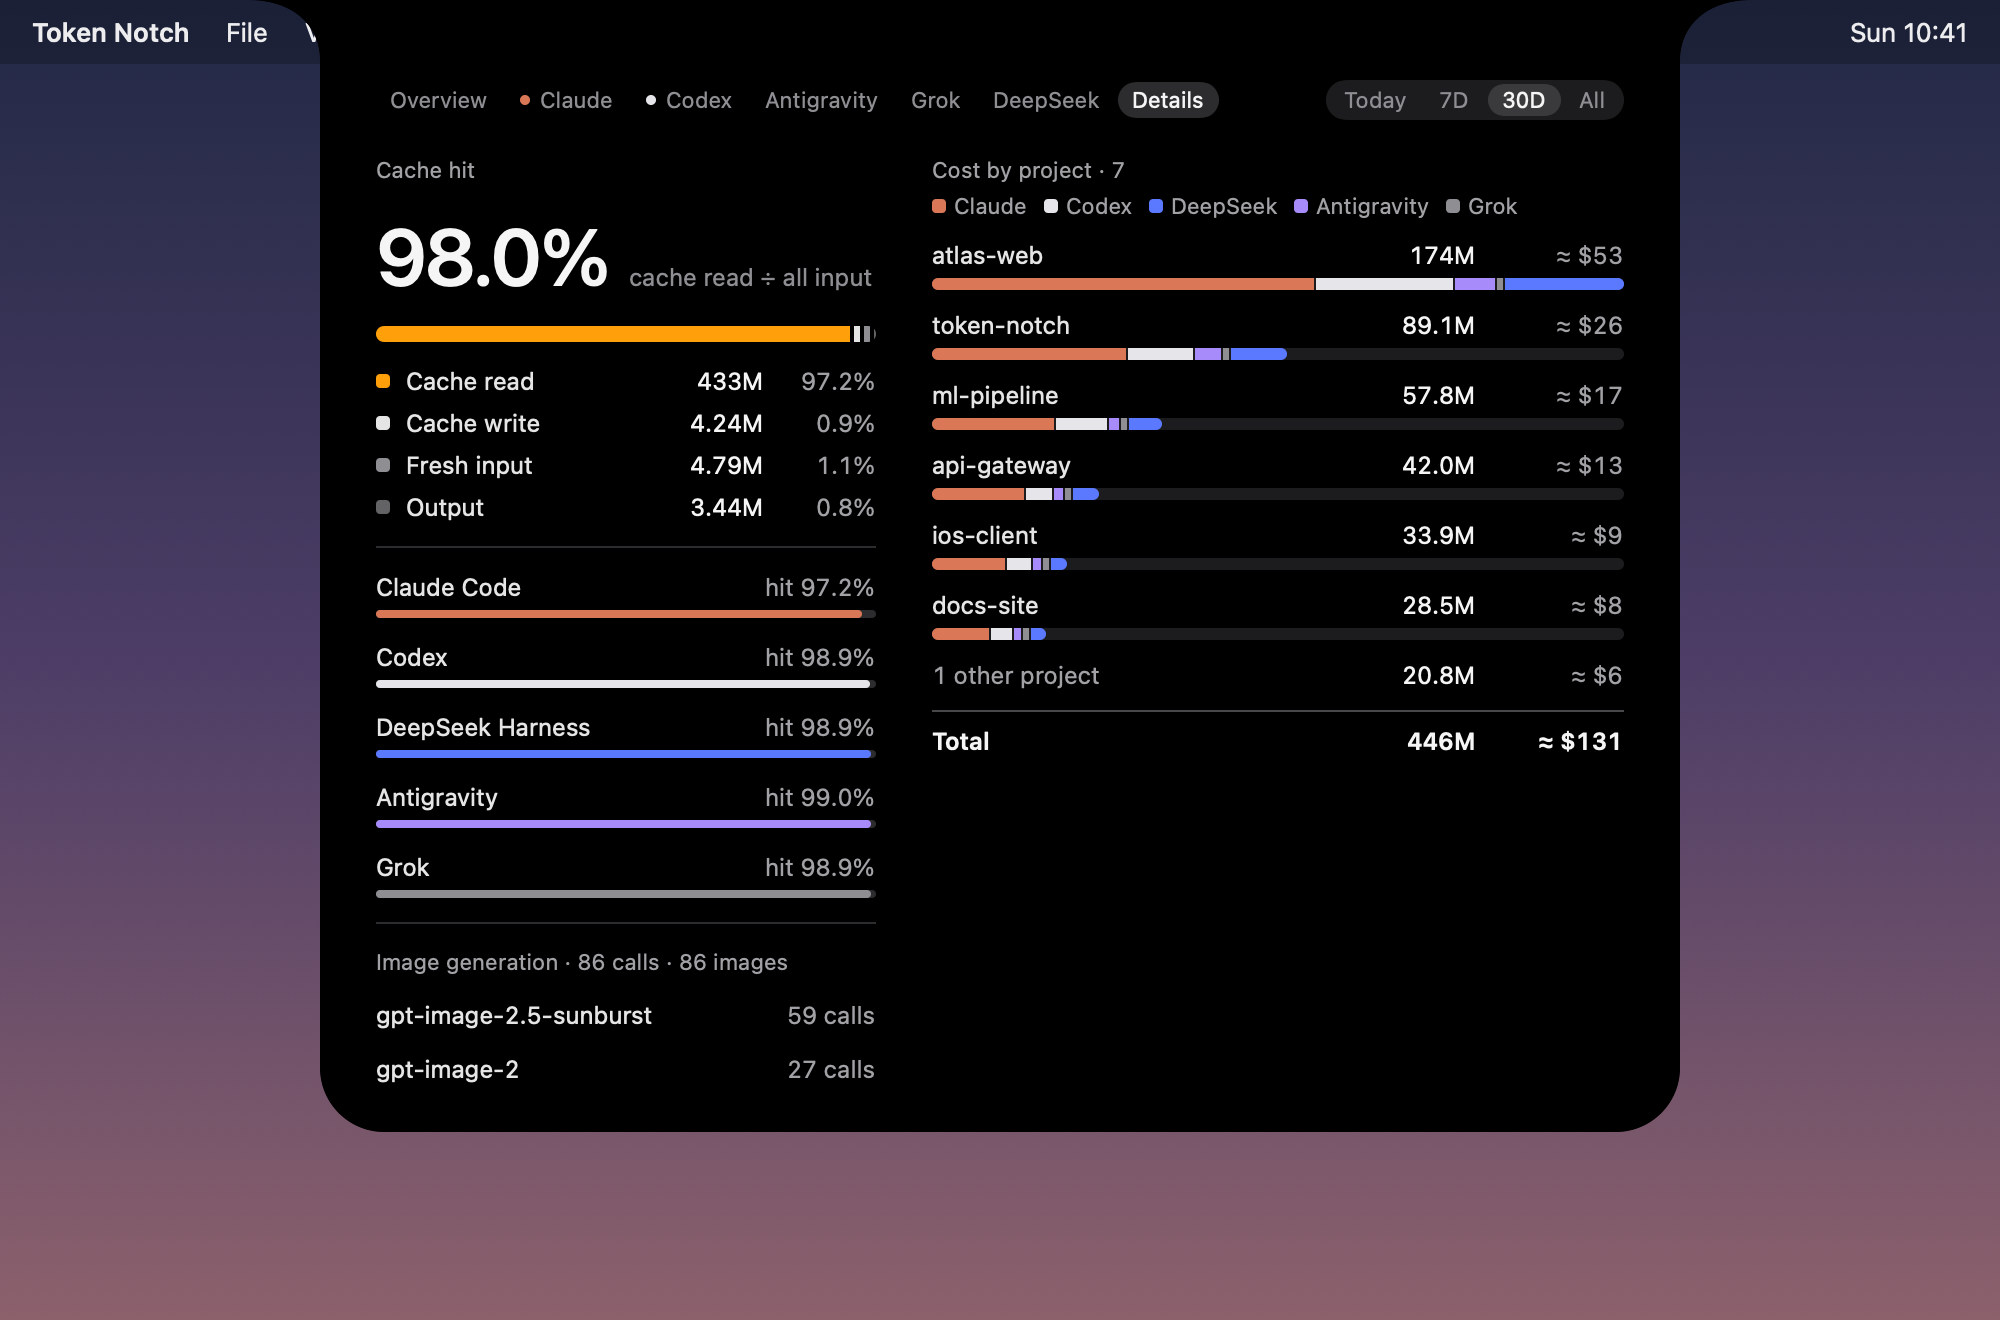 Token Notch File
Sun 10:41
Overview Claude Codex Antigravity Grok DeepSeek Details
Today 7D 30D All
Cache hit
98.0% cache read ÷ all input
Cache read 433M 97.2%
Cache write 4.24M 0.9%
Fresh input 4.79M 1.1%
Output 3.44M 0.8%
Claude Code hit 97.2%
Codex hit 98.9%
DeepSeek Harness hit 98.9%
Antigravity hit 99.0%
Grok hit 98.9%
Image generation · 86 calls · 86 images
gpt-image-2.5-sunburst 59 calls
gpt-image-2 27 calls
Cost by project · 7
Claude Codex DeepSeek Antigravity Grok
atlas-web 174M ≈ $53
token-notch 89.1M ≈ $26
ml-pipeline 57.8M ≈ $17
api-gateway 42.0M ≈ $13
ios-client 33.9M ≈ $9
docs-site 28.5M ≈ $8
1 other project 20.8M ≈ $6
Total 446M ≈ $131